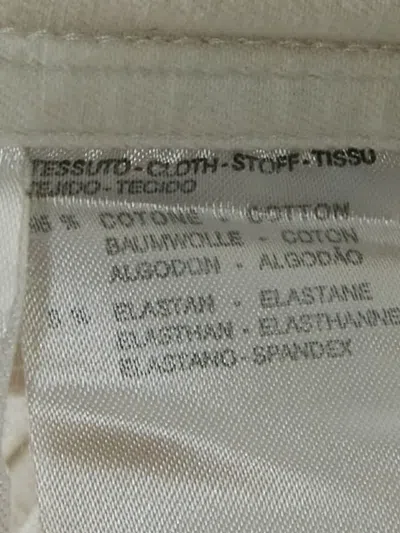 TESSUTO-CLOTH-STOFF-TISSU
TEJIDO-TECIDO
% COTONE - COTTON
BAUMWOLLE - COTON
ALGODON - ALGODÃO
% ELASTAN - ELASTANE
ELASTHAN - ELASTHANNE
ELASTANO-SPANDEX